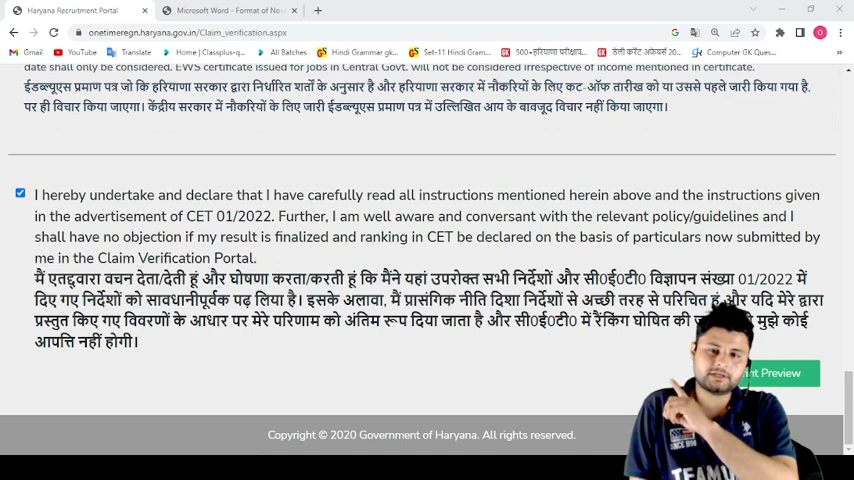 Haryana Recruitment Portal
Microsoft Word - Format of No
onetimeregn.haryana.gov.in/Claim_verification.aspx
Gmail YouTube Translate Home | Classplus-q... All Batches Hindi Grammar gk... Set-11 Hindi Gram... 500+हरियाणा परीक्षाप... डेली करेंट अफेयर्स 20... Computer GK Ques...
date shall only be considered. EWS certificate issued for jobs in Central Govt. will not be considered irrespective of income mentioned in certificate.
ईडब्ल्यूएस प्रमाण पत्र जो कि हरियाणा सरकार द्वारा निर्धारित शर्तों के अनुसार है और हरियाणा सरकार में नौकरियों के लिए कट-ऑफ तारीख को या उससे पहले जारी किया गया है,
पर ही विचार किया जाएगा। केंद्रीय सरकार में नौकरियों के लिए जारी ईडब्ल्यूएस प्रमाण पत्र में उल्लिखित आय के बावजूद विचार नहीं किया जाएगा।
I hereby undertake and declare that I have carefully read all instructions mentioned herein above and the instructions given
in the advertisement of CET 01/2022. Further, I am well aware and conversant with the relevant policy/guidelines and I
shall have no objection if my result is finalized and ranking in CET be declared on the basis of particulars now submitted by
me in the Claim Verification Portal.
मैं एतद्द्वारा वचन देता/देती हूं और घोषणा करता/करती हूं कि मैंने यहां उपरोक्त सभी निर्देशों और सी0ई0टी0 विज्ञापन संख्या 01/2022 में
दिए गए निर्देशों को सावधानीपूर्वक पढ़ लिया है। इसके अलावा, मैं प्रासंगिक नीति दिशा निर्देशों से अच्छी तरह से परिचित हूं और यदि मेरे द्वारा
प्रस्तुत किए गए विवरणों के आधार पर मेरे परिणाम को अंतिम रूप दिया जाता है और सी0ई0टी0 में रैंकिंग घोषित की मुझे कोई
आपत्ति नहीं होगी।
Preview
Copyright © 2020 Government of Haryana. All rights reserved.